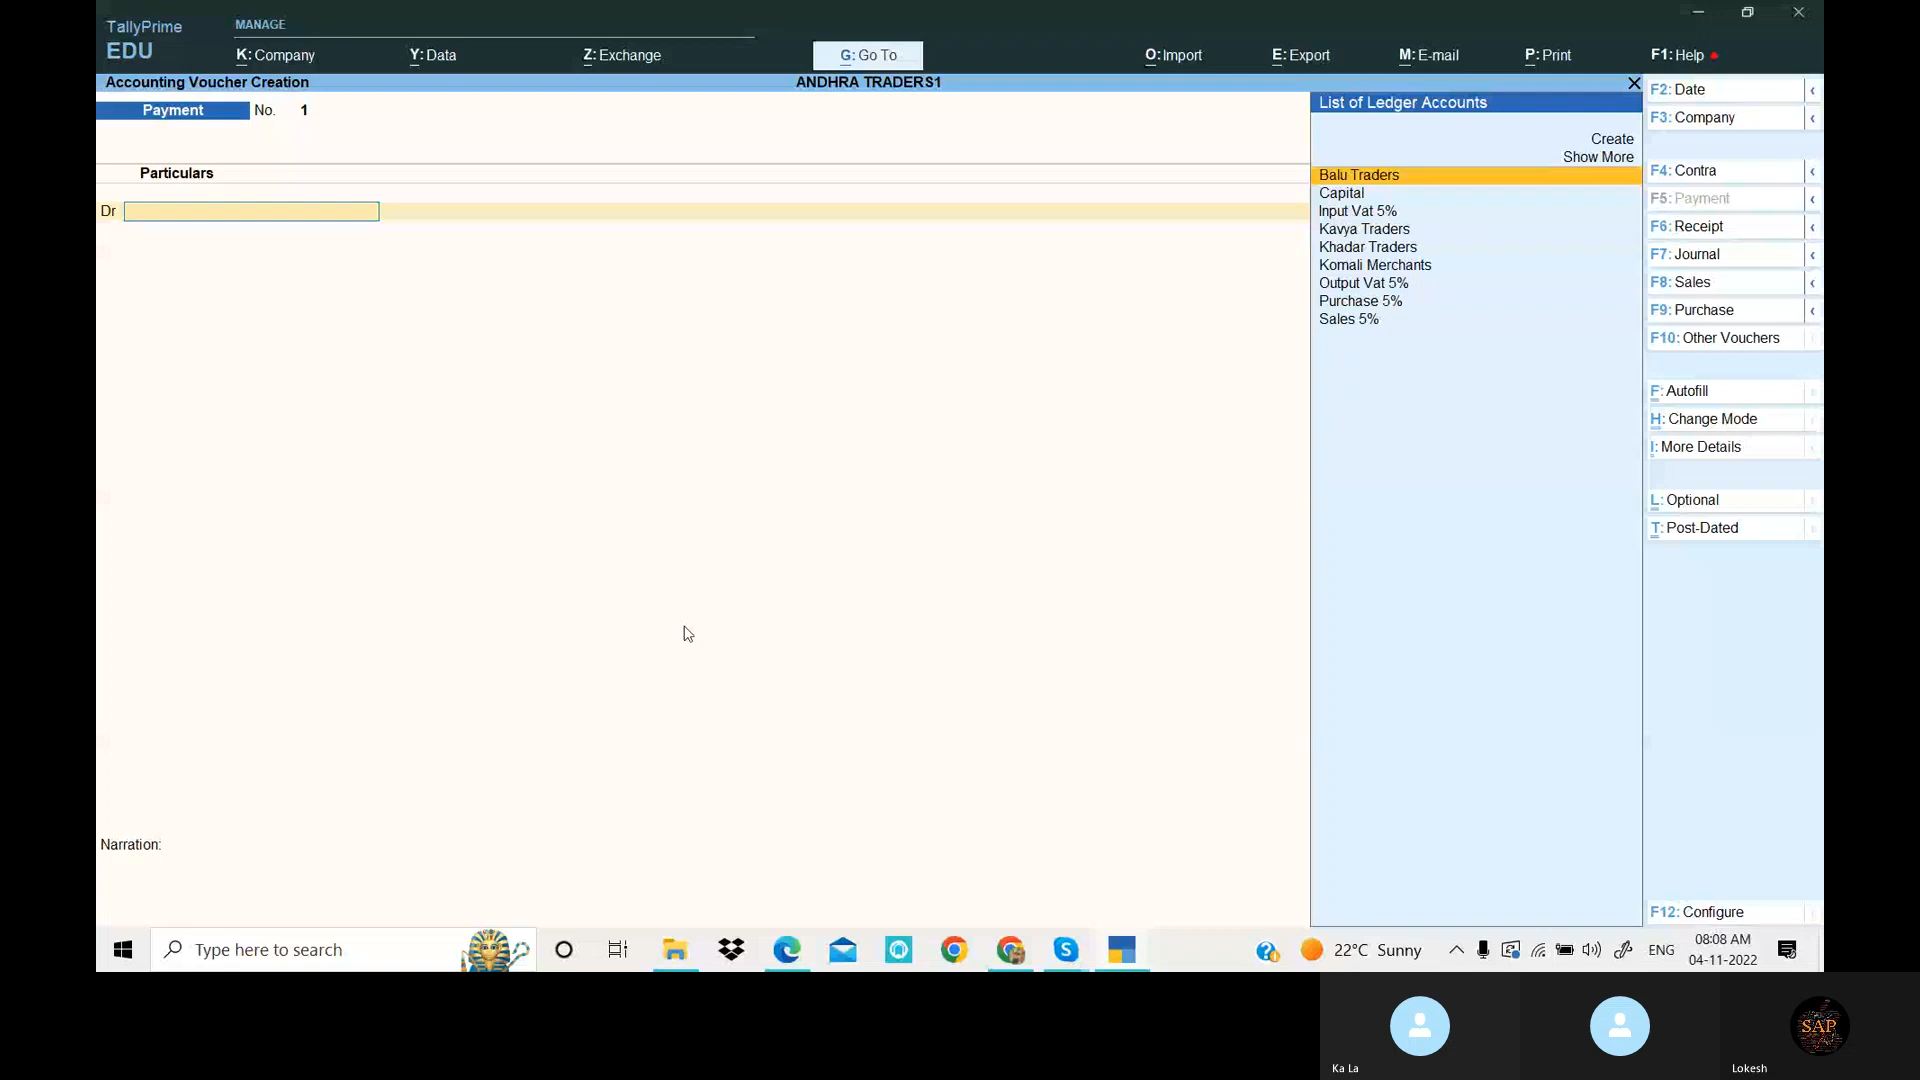 TallyPrime
EDU
MANAGE
K: Company
Y: Data
Z: Exchange
G: Go To
O: Import
E: Export
M: E-mail
P: Print
F1: Help
Accounting Voucher Creation
ANDHRA TRADERS1
Payment No. 1
Particulars
Dr
Narration:
List of Ledger Accounts
Create
Show More
Balu Traders
Capital
Input Vat 5%
Kavya Traders
Khadar Traders
Komali Merchants
Output Vat 5%
Purchase 5%
Sales 5%
F2: Date
F3: Company
F4: Contra
F5: Payment
F6: Receipt
F7: Journal
F8: Sales
F9: Purchase
F10: Other Vouchers
F: Autofill
H: Change Mode
I: More Details
L: Optional
T: Post-Dated
F12: Configure
Type here to search
22°C Sunny
ENG
08:08 AM
04-11-2022
SAP
Ka La
Lokesh